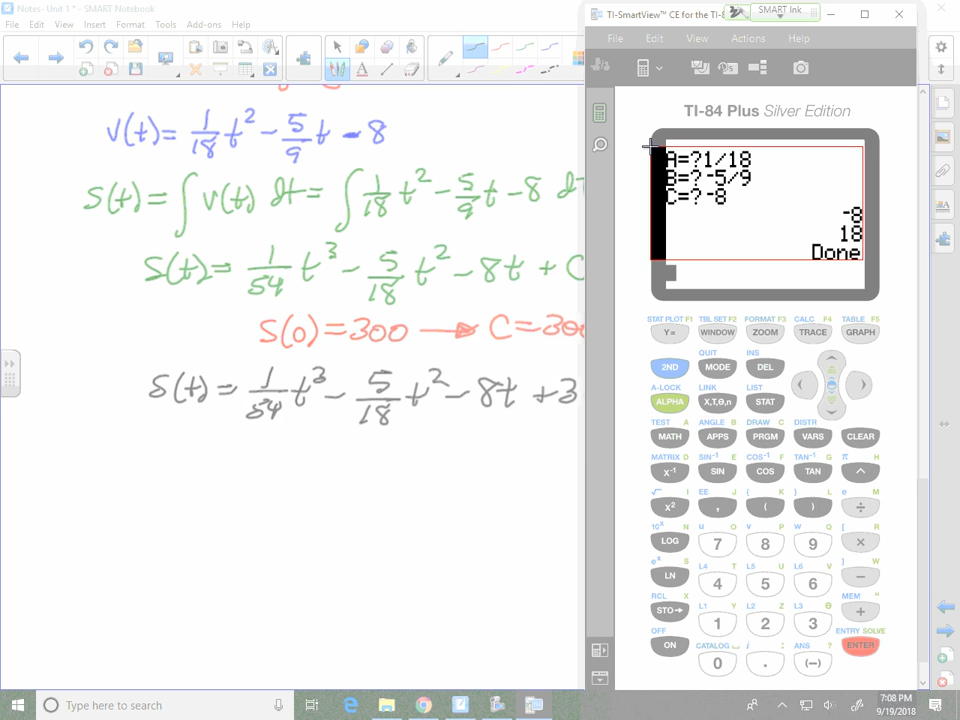 Notes- Unit 1 * - SMART Notebook
TI-SmartView™ CE for the TI-8
SMART Ink
File Edit View Insert Format Tools Add-ons Help
File Edit View Actions Help
TI-84 Plus Silver Edition
v(t) = 1/18 t² - 5/9 t - 8
s(t) = ∫ v(t) dt = ∫ 1/18 t² - 5/9 t - 8 d
s(t) = 1/54 t³ - 5/18 t² - 8t + C
s(0) = 300 → C = 300
s(t) = 1/54 t³ - 5/18 t² - 8t + 3
A=?1/18
B=?-5/9
C=?-8
-8
18
Done
STAT PLOT F1 TBL SET F2 FORMAT F3 CALC F4 TABLE F5
Y= WINDOW ZOOM TRACE GRAPH
QUIT INS
2ND MODE DEL
A-LOCK LINK LIST
ALPHA X,T,Θ,n STAT
TEST A ANGLE B DRAW C DISTR
MATH APPS PRGM VARS CLEAR
MATRIX D SIN⁻¹ E COS⁻¹ F TAN⁻¹ G π H
x⁻¹ SIN COS TAN ^
√ I EE J { K } L e M
x² , ( ) ÷
10ˣ N u O v P w Q [ R
LOG 7 8 9 ×
eˣ S L4 T L5 U L6 V ] W
LN 4 5 6 −
RCL X L1 Y L2 Z L3 θ MEM "
STO→ 1 2 3 +
OFF CATALOG ⎵ i : ANS ? ENTRY SOLVE
ON 0 . (−) ENTER
Type here to search
7:08 PM
9/19/2018